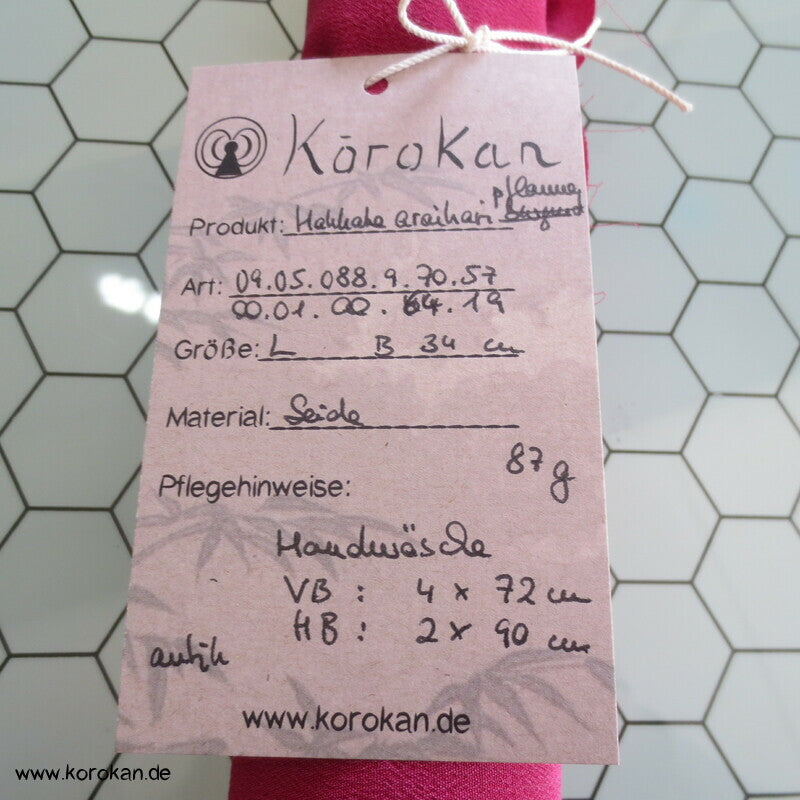 Kōrokan
pflaume
Produkt: Hakkake araihari
Art: 09.05.088.9.70.57
00.01.00.64.19
Größe: L B 34 cm
Material: Seide
87 g
Pflegehinweise:
Handwäsche
VB : 4 x 72 cm
HB : 2 x 90 cm
antik
www.korokan.de
www.korokan.de